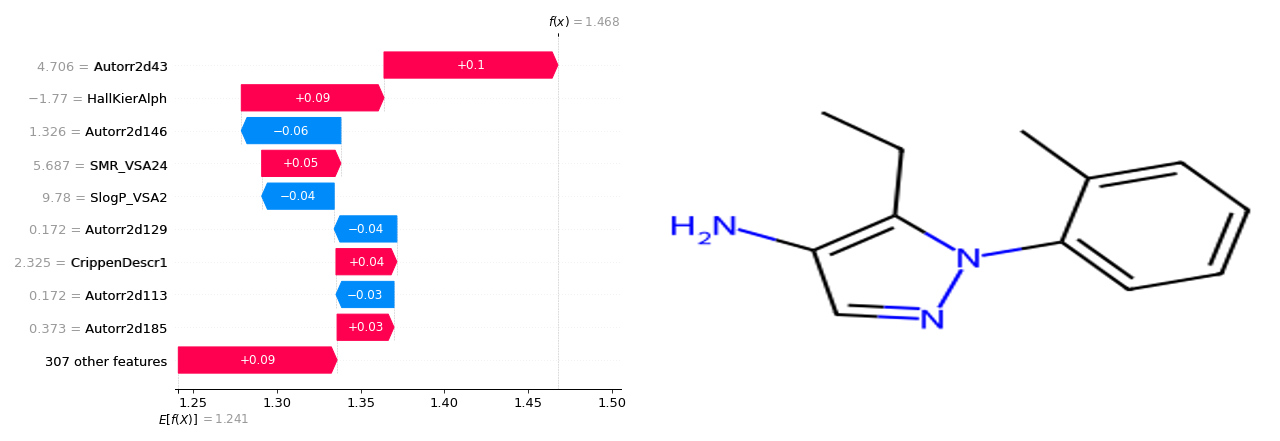 f(x) = 1.468
4.706 = Autorr2d43
+0.1
−1.77 = HallKierAlph
+0.09
1.326 = Autorr2d146
−0.06
5.687 = SMR_VSA24
+0.05
9.78 = SlogP_VSA2
−0.04
0.172 = Autorr2d129
−0.04
2.325 = CrippenDescr1
+0.04
0.172 = Autorr2d113
−0.03
0.373 = Autorr2d185
+0.03
307 other features
+0.09
1.25 1.30 1.35 1.40 1.45 1.50
E[f(X)] = 1.241
H2N
N
N